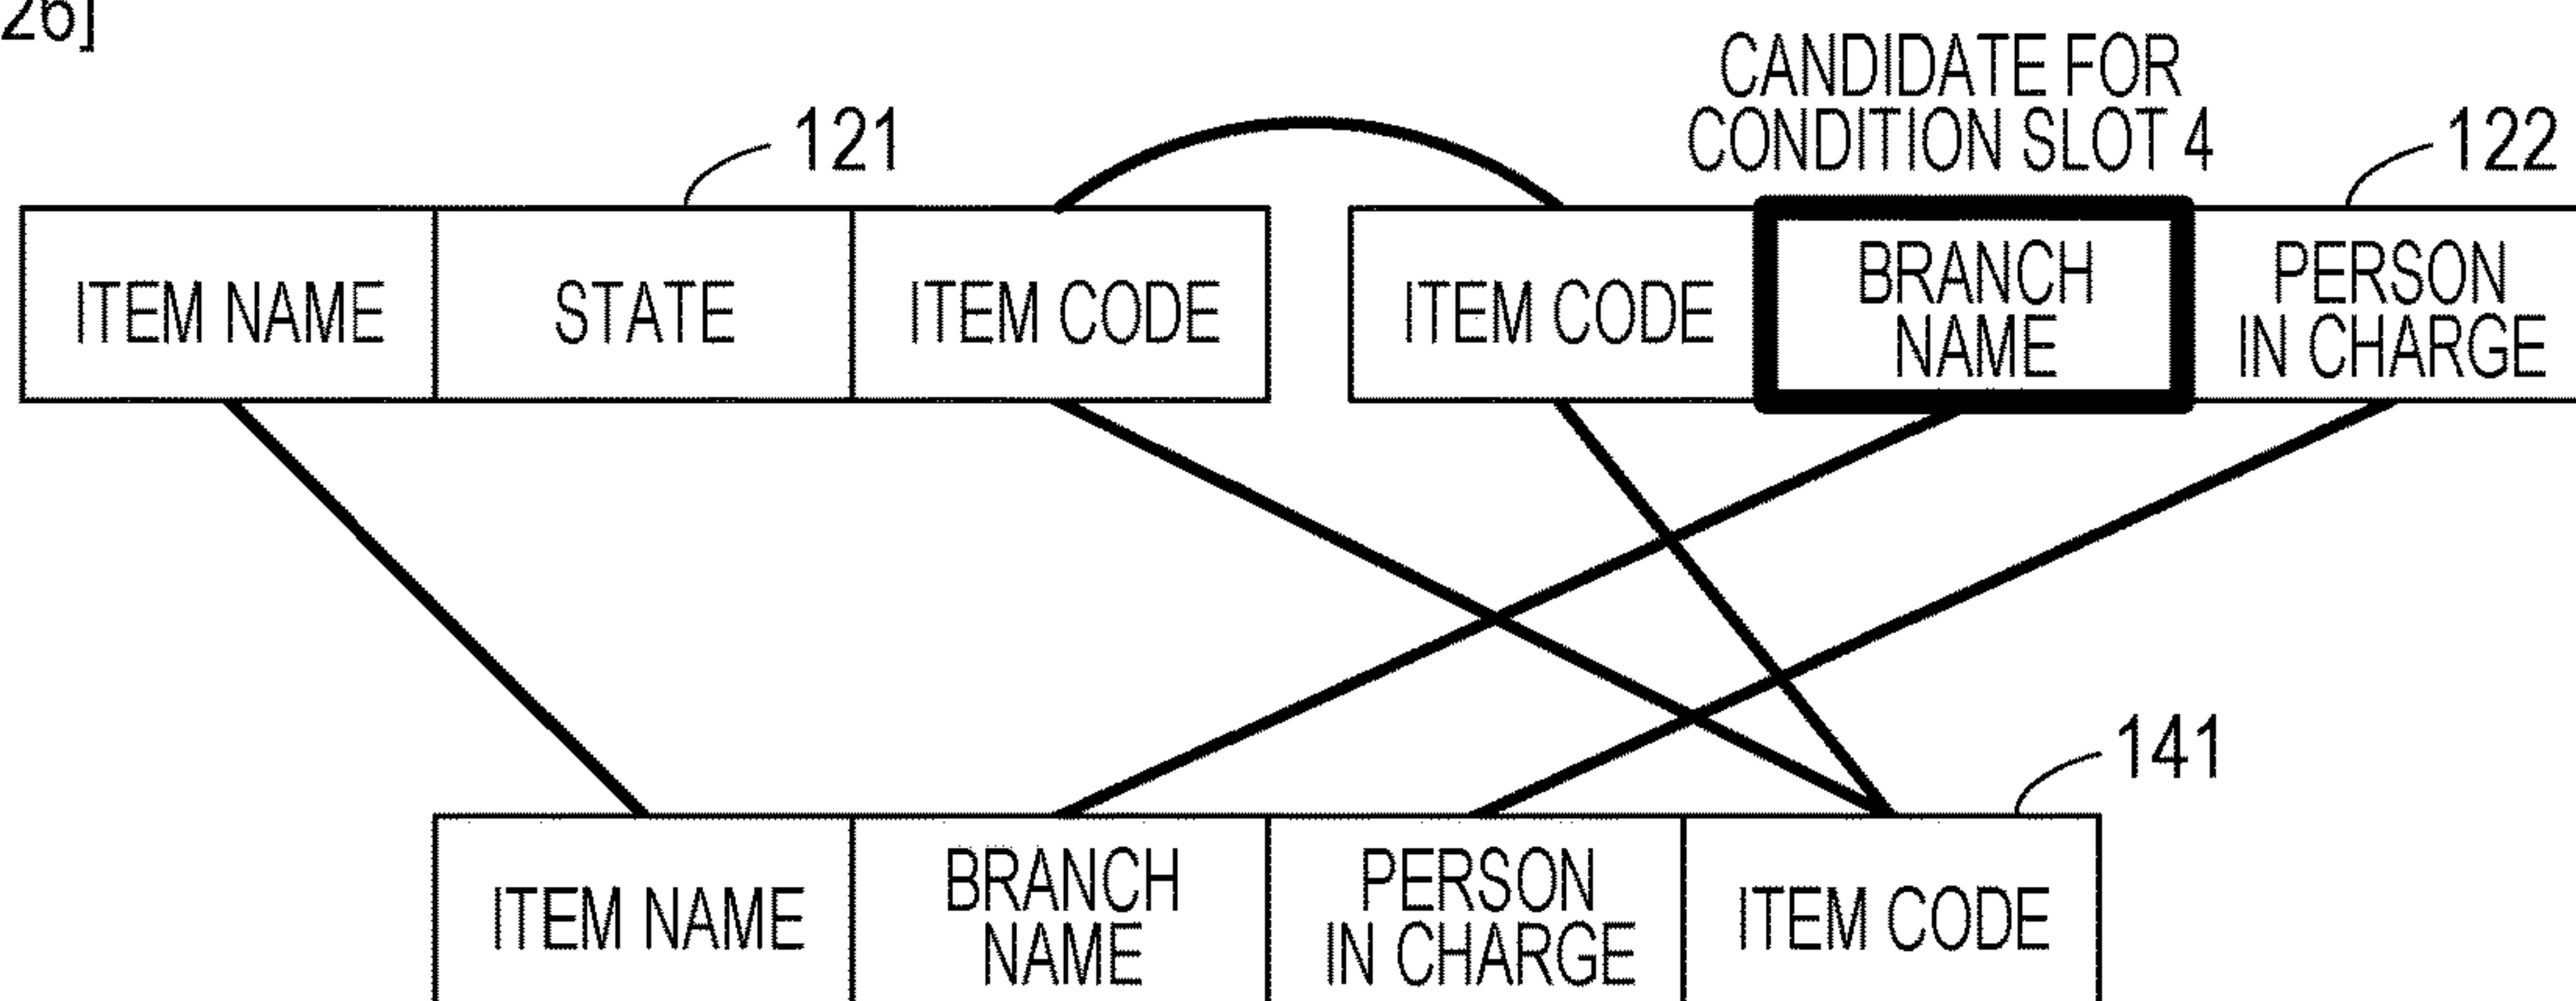 26]
CANDIDATE FOR
CONDITION SLOT 4
121
122
ITEM NAME
STATE
ITEM CODE
ITEM CODE
BRANCH
NAME
PERSON
IN CHARGE
141
ITEM NAME
BRANCH
NAME
PERSON
IN CHARGE
ITEM CODE